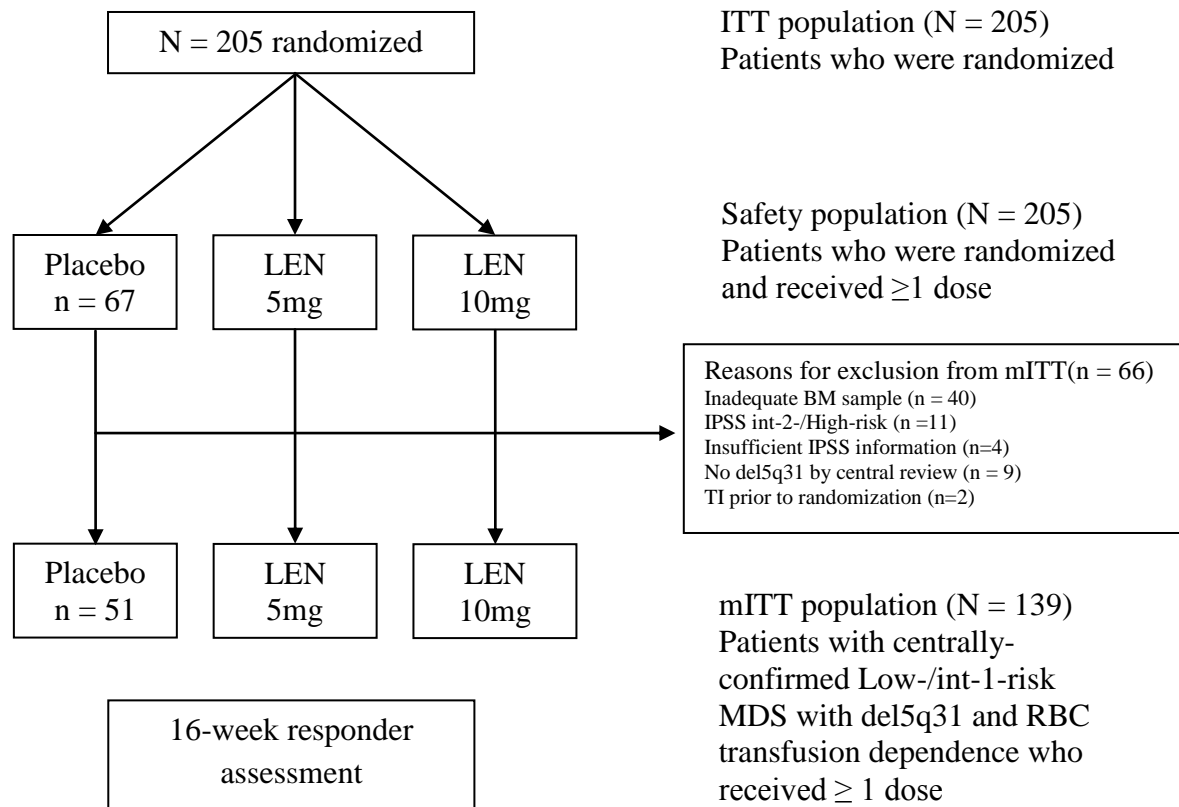 N = 205 randomized
ITT population (N = 205)
Patients who were randomized
Placebo
n = 67
LEN
5mg
LEN
10mg
Safety population (N = 205)
Patients who were randomized
and received ≥1 dose
Reasons for exclusion from mITT(n = 66)
Inadequate BM sample (n = 40)
IPSS int-2-/High-risk (n =11)
Insufficient IPSS information (n=4)
No del5q31 by central review (n = 9)
TI prior to randomization (n=2)
Placebo
n = 51
LEN
5mg
LEN
10mg
mITT population (N = 139)
Patients with centrally-
confirmed Low-/int-1-risk
MDS with del5q31 and RBC
transfusion dependence who
received ≥ 1 dose
16-week responder
assessment